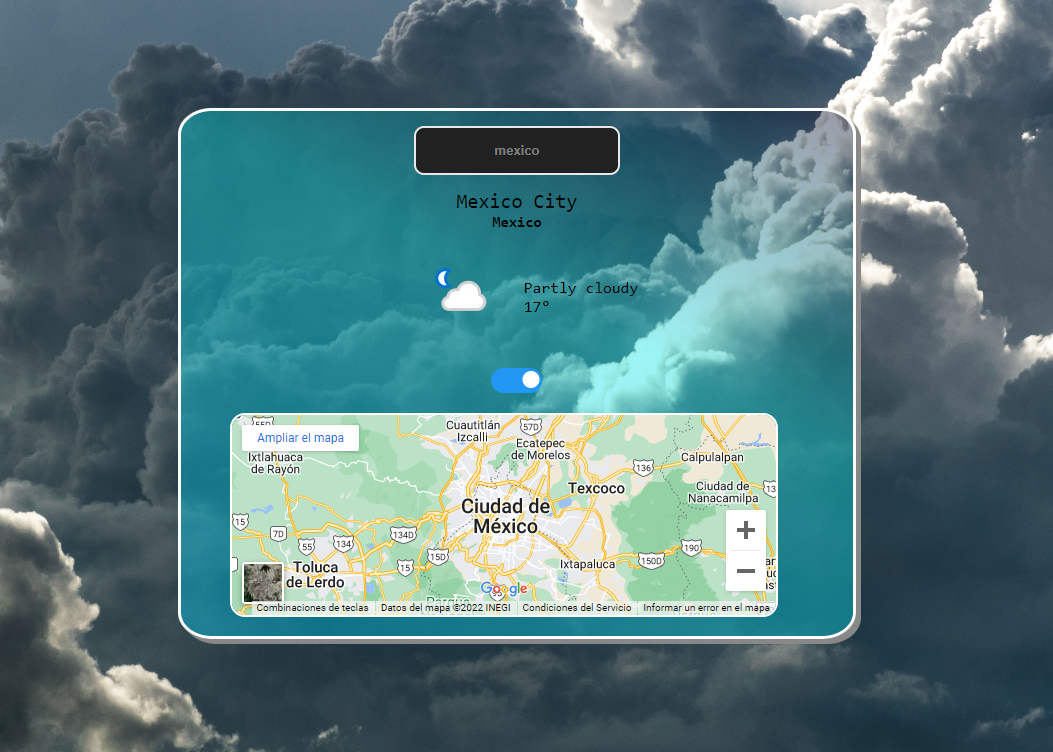 mexico
Mexico City
Mexico
Partly cloudy
17°
Ampliar el mapa
Cuautitlán
Izcalli
57D
Ecatepec
de Morelos
Ixtlahuaca
de Rayón
136
Calpulalpan
Texcoco
Ciudad de
Nanacamilpa
Ciudad de
México
15
7D
134D
55
134
15D
190
150D
15
Ixtapaluca
Toluca
de Lerdo
Google
Combinaciones de teclas
Datos del mapa ©2022 INEGI
Condiciones del Servicio
Informar un error en el mapa